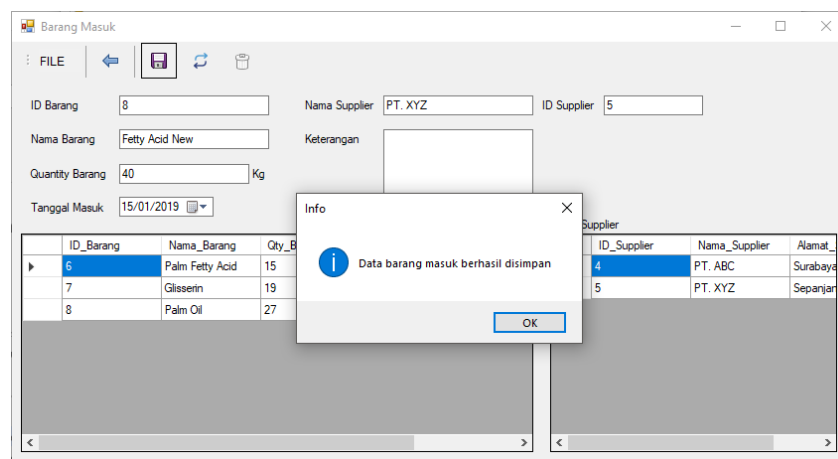 Barang Masuk
FILE
ID Barang 8 Nama Supplier PT. XYZ ID Supplier 5
Nama Barang Fetty Acid New Keterangan
Quantity Barang 40 Kg
Tanggal Masuk 15/01/2019
Info
Data barang masuk berhasil disimpan
OK
Supplier
ID_Barang Nama_Barang Qty_B
6 Palm Fetty Acid 15
7 Glisserin 19
8 Palm Oil 27
ID_Supplier Nama_Supplier Alamat_
4 PT. ABC Surabaya
5 PT. XYZ Sepanjan